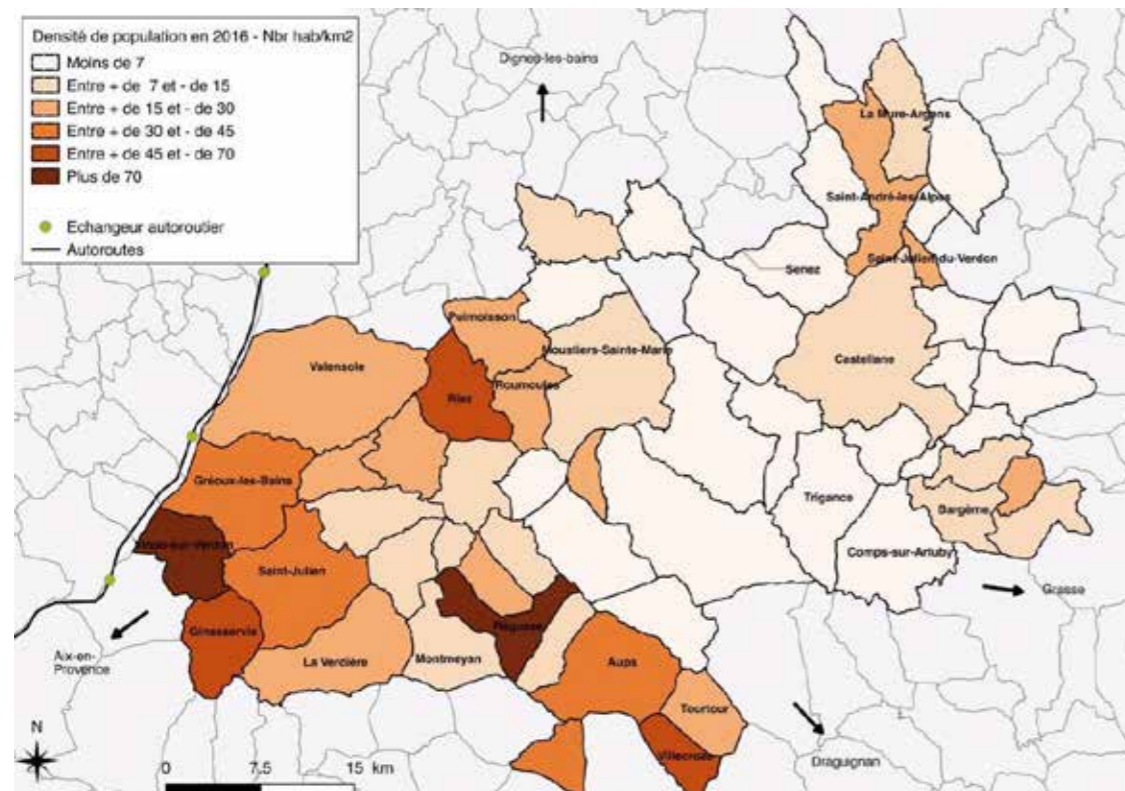 Densité de population en 2016 - Nbr hab/km2
Moins de 7
Entre + de 7 et - de 15
Entre + de 15 et - de 30
Entre + de 30 et - de 45
Entre + de 45 et - de 70
Plus de 70
Echangeur autoroutier
Autoroutes
Dignes-les-bains
La Mure-Argens
Saint-André-les-Alpes
Saint-Julien-du-Verdon
Senez
Puimoisson
Moustiers-Sainte-Marie
Castellane
Valensole
Riez
Roumoules
Gréoux-les-Bains
Trigance
Bargème
Vinon-sur-Verdon
Saint-Julien
Comps-sur-Artuby
Grasse
Ginasservis
Régusse
Aix-en-
Provence
La Verdière
Montmeyan
Aups
Tourtour
Villecroze
Draguignan
N
0 7.5 15 km